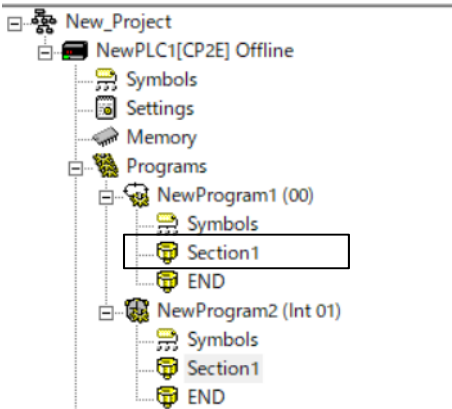 New_Project
NewPLC1[CP2E] Offline
Symbols
Settings
Memory
Programs
NewProgram1 (00)
Symbols
Section1
END
NewProgram2 (Int 01)
Symbols
Section1
END